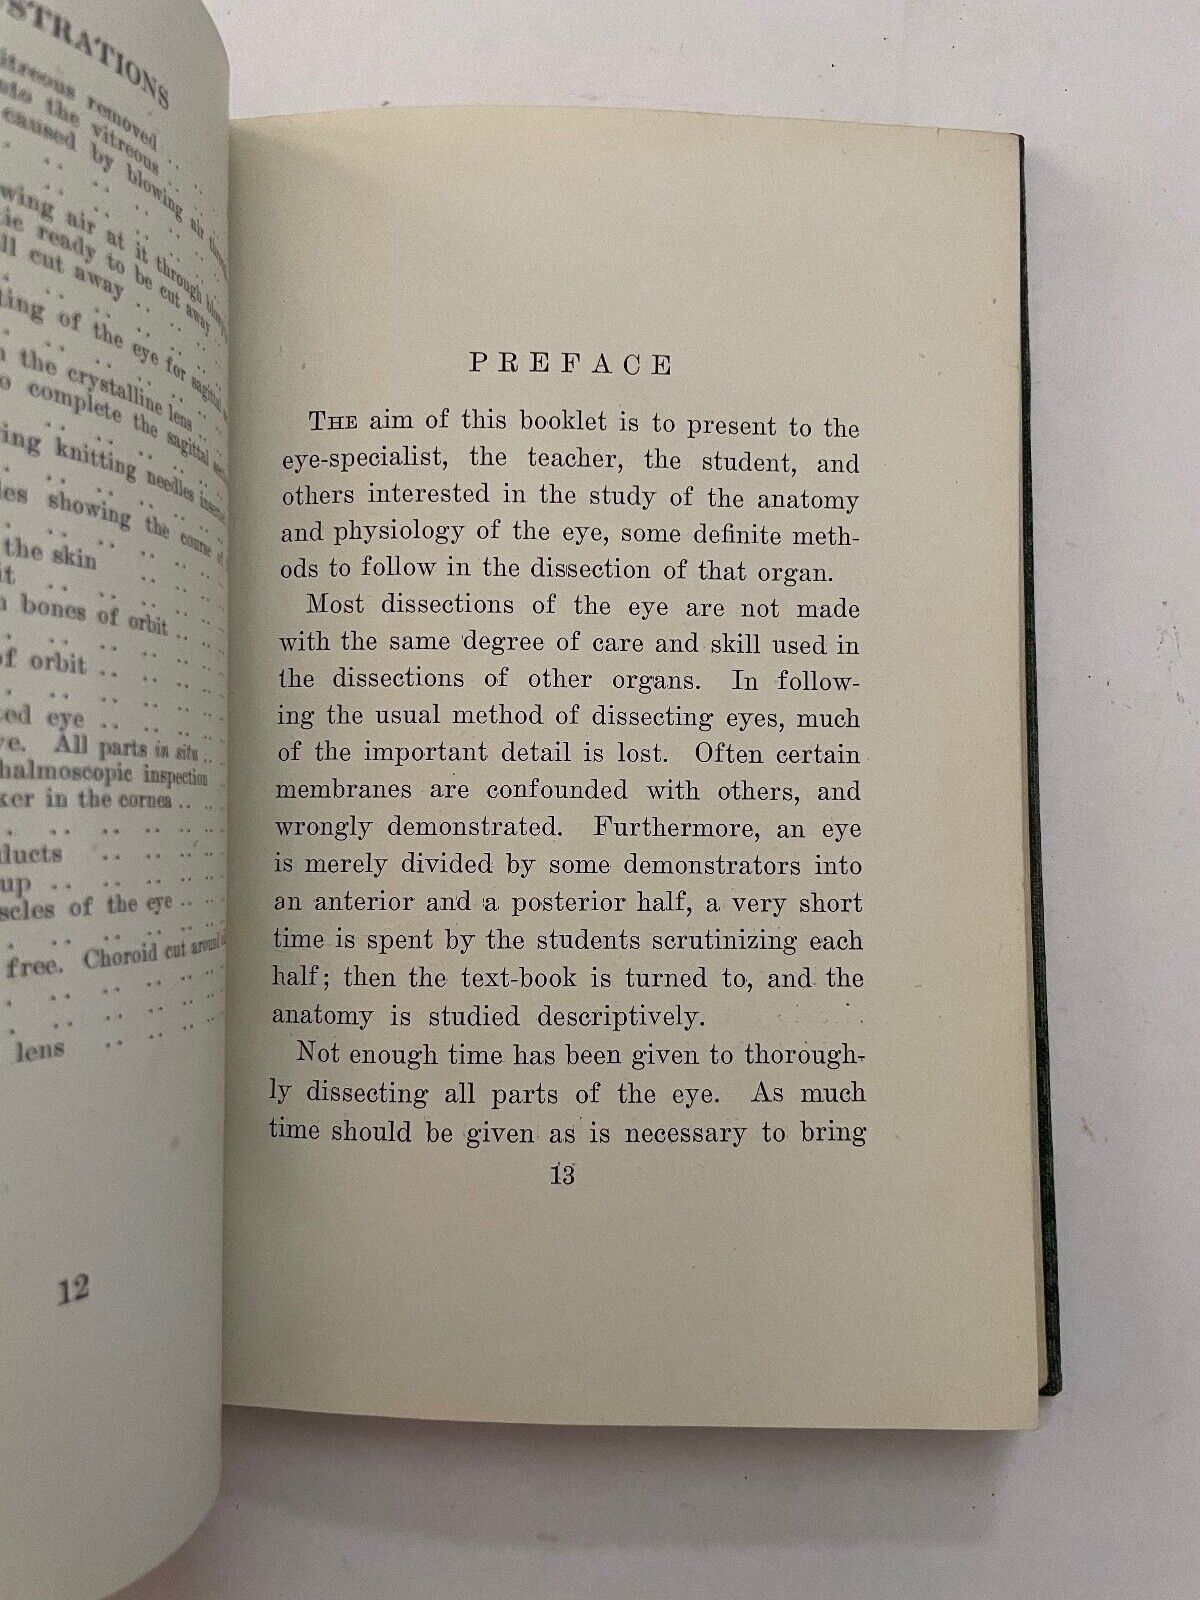 STRATIONS
vitreous removed ..
to the vitreous ..
caused by blowing air
wing air at it through
ready to be cut away
cut away ..
ting of the eye for sagittal
the crystalline lens ..
complete the sagittal
ring knitting needles
showing the course of
the skin ..
bones of orbit ..
of orbit ..
eye ..
All parts in situ ..
inspection
in the cornea ..
ducts ..
up ..
of the eye ..
free. Choroid cut around
lens ..
12
PREFACE
THE aim of this booklet is to present to the
eye-specialist, the teacher, the student, and
others interested in the study of the anatomy
and physiology of the eye, some definite meth-
ods to follow in the dissection of that organ.
Most dissections of the eye are not made
with the same degree of care and skill used in
the dissections of other organs. In follow-
ing the usual method of dissecting eyes, much
of the important detail is lost. Often certain
membranes are confounded with others, and
wrongly demonstrated. Furthermore, an eye
is merely divided by some demonstrators into
an anterior and a posterior half, a very short
time is spent by the students scrutinizing each
half; then the text-book is turned to, and the
anatomy is studied descriptively.
Not enough time has been given to thorough-
ly dissecting all parts of the eye. As much
time should be given as is necessary to bring
13